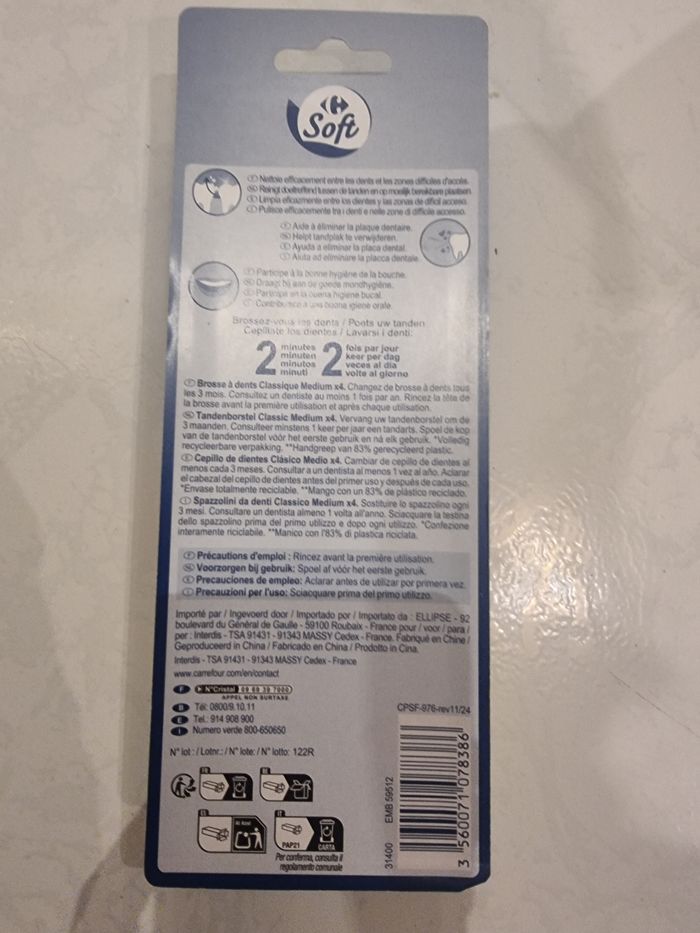 Soft
Nettoie efficacement entre les dents et les zones difficiles d'accès.
Reinigt doeltreffend tussen de tanden en op moeilijk bereikbare plaatsen.
Limpia eficazmente entre los dientes y las zonas de difícil acceso.
Pulisce efficacemente tra i denti e nelle zone di difficile accesso.
Aide à éliminer la plaque dentaire.
Helpt tandplak te verwijderen.
Ayuda a eliminar la placa dental.
Aiuta ad eliminare la placca dentale.
Participe à la bonne hygiène de la bouche.
Draagt bij aan de goede mondhygiëne.
Participa en la buena higiene bucal.
Contribuisce a una buona igiene orale.
Brossez-vous les dents / Poets uw tanden
Cepíllate los dientes / Lavarsi i denti:
2 minutes minuten minutos minuti 2 fois par jour keer per dag veces al día volte al giorno
F Brosse à dents Classique Medium x4. Changez de brosse à dents tous
les 3 mois. Consultez un dentiste au moins 1 fois par an. Rincez la tête de
la brosse avant la première utilisation et après chaque utilisation.
NL Tandenborstel Classic Medium x4. Vervang uw tandenborstel om de
3 maanden. Consulteer minstens 1 keer per jaar een tandarts. Spoel de kop
van de tandenborstel vóór het eerste gebruik en ná elk gebruik. *Volledig
recycleerbare verpakking. **Handgreep van 83% gerecycleerd plastic.
E Cepillo de dientes Clásico Medio x4. Cambiar de cepillo de dientes al
menos cada 3 meses. Consultar a un dentista al menos 1 vez al año. Aclarar
el cabezal del cepillo de dientes antes del primer uso y después de cada uso.
*Envase totalmente reciclable. **Mango con un 83% de plástico reciclado.
I Spazzolini da denti Classico Medium x4. Sostituire lo spazzolino ogni
3 mesi. Consultare un dentista almeno 1 volta all'anno. Sciacquare la testina
dello spazzolino prima del primo utilizzo e dopo ogni utilizzo. *Confezione
interamente riciclabile. **Manico con l'83% di plastica riciclata.
F Précautions d'emploi : Rincez avant la première utilisation.
NL Voorzorgen bij gebruik: Spoel af vóór het eerste gebruik.
E Precauciones de empleo: Aclarar antes de utilizar por primera vez.
I Precauzioni per l'uso: Sciacquare prima del primo utilizzo.
Importé par / Ingevoerd door / Importado por / Importato da : ELLIPSE - 92
boulevard du Général de Gaulle - 59100 Roubaix - France pour / voor / para /
per : Interdis - TSA 91431 - 91343 MASSY Cedex - France. Fabriqué en Chine /
Geproduceerd in China / Fabricado en China / Prodotto in Cina.
Interdis - TSA 91431 - 91343 MASSY Cedex - France
www.carrefour.com/en/contact
F N°Cristal 09 69 39 7000
APPEL NON SURTAXE
B Tél: 0800/9.10.11
E Tel.: 914 908 900
I Numero verde 800-650650
CPSF-976-rev11/24
N° lot : / Lotnr.: / N° lote: / N° lotto: 122R
FR
BE
ES
Al Azul
IT
PAP21
CARTA
Per conferma, consulta il
regolamento comunale
31400
EMB 59512
3 560071 078386